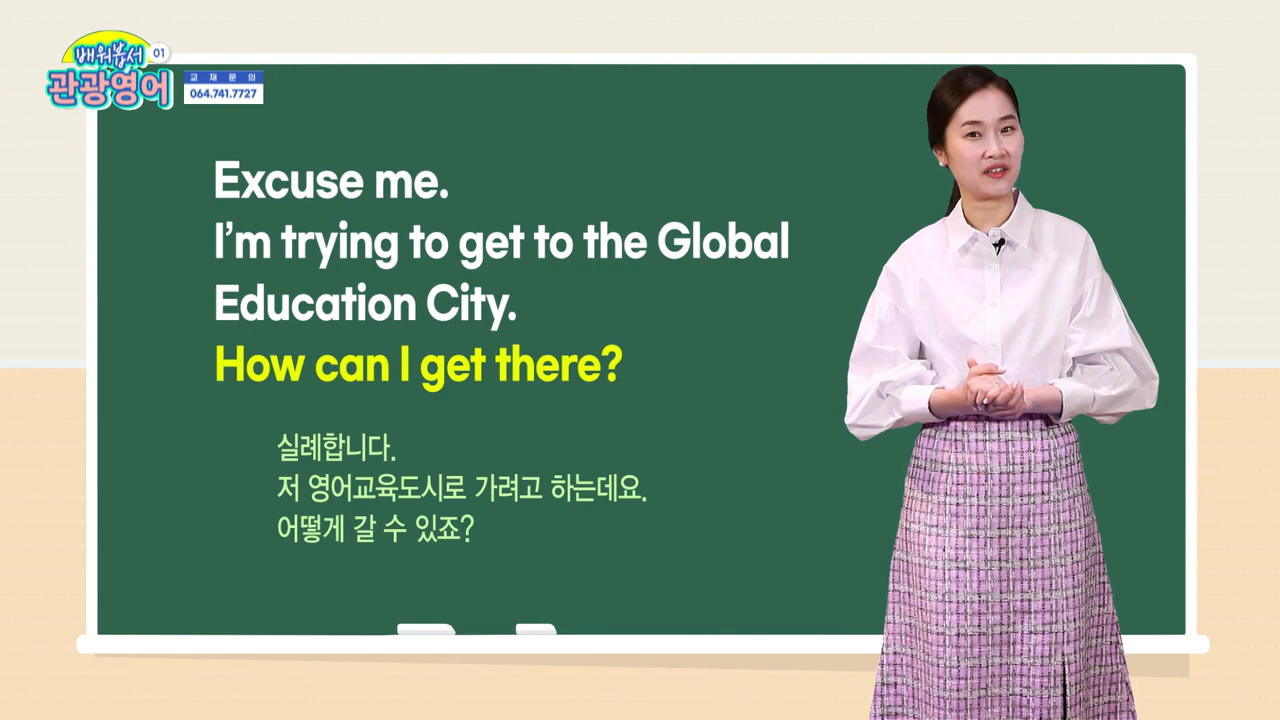 배워봅서 01
관광영어
교재문의
064.741.7727
Excuse me.
I'm trying to get to the Global
Education City.
How can I get there?
실례합니다.
저 영어교육도시로 가려고 하는데요.
어떻게 갈 수 있죠?